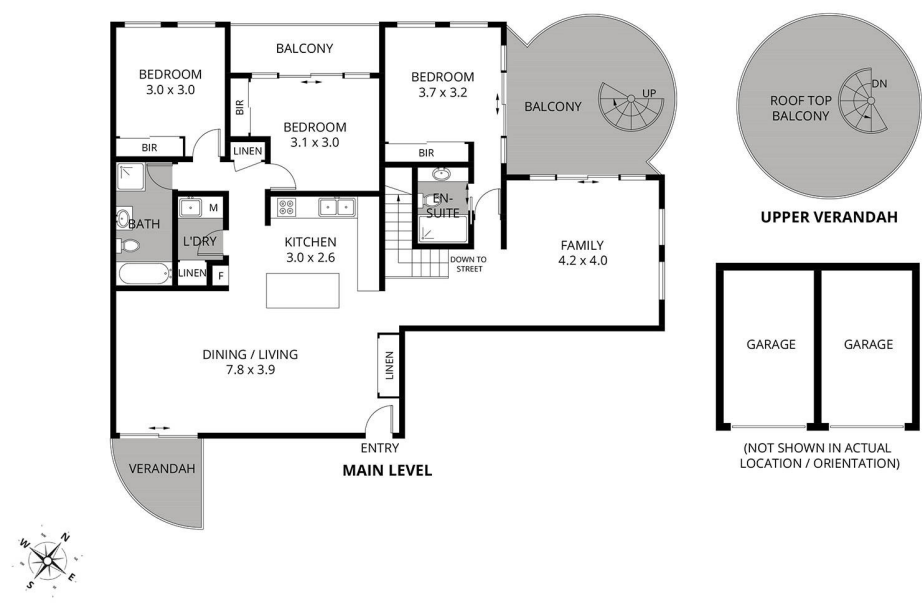 BALCONY
BEDROOM
3.0 x 3.0
BIR
BIR
BEDROOM
3.1 x 3.0
LINEN
BEDROOM
3.7 x 3.2
BIR
BALCONY
UP
ROOF TOP
BALCONY
DN
UPPER VERANDAH
BATH
M
L'DRY
LINEN
F
KITCHEN
3.0 x 2.6
EN-
SUITE
DOWN TO
STREET
FAMILY
4.2 x 4.0
DINING / LIVING
7.8 x 3.9
LINEN
ENTRY
VERANDAH
MAIN LEVEL
GARAGE
GARAGE
(NOT SHOWN IN ACTUAL
LOCATION / ORIENTATION)
N
E
S
W